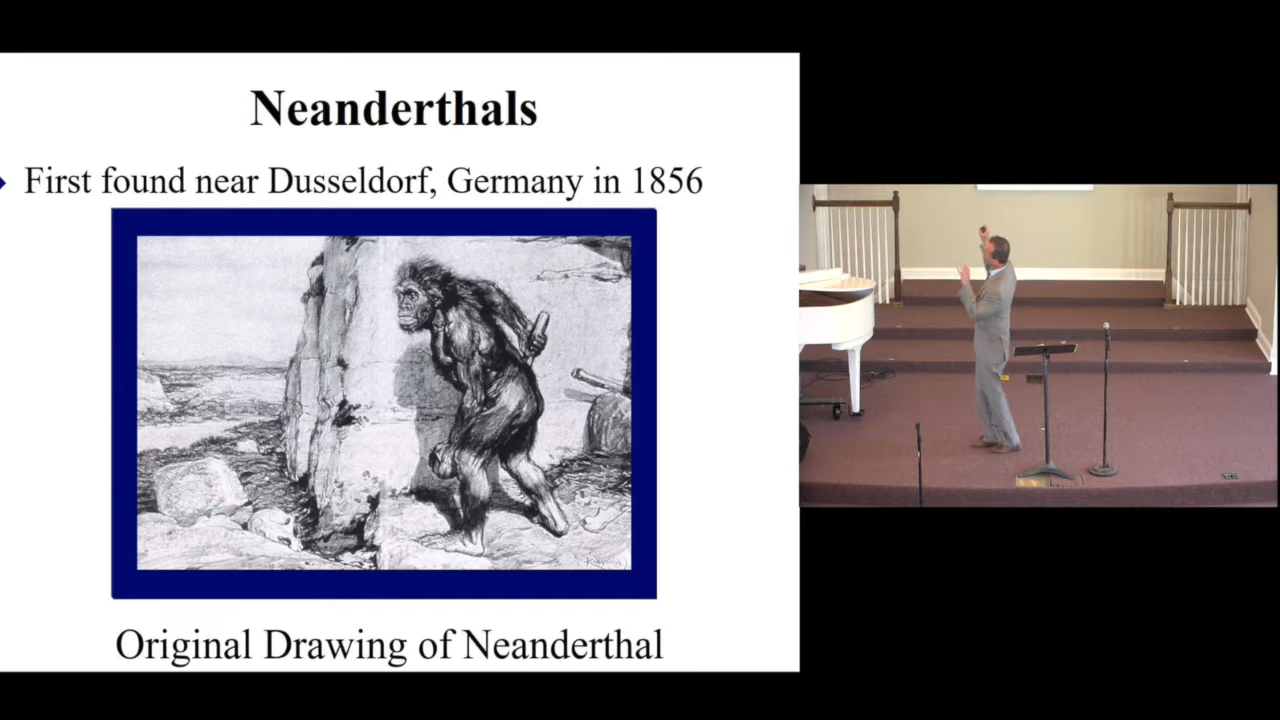 Neanderthals
First found near Dusseldorf, Germany in 1856
Original Drawing of Neanderthal